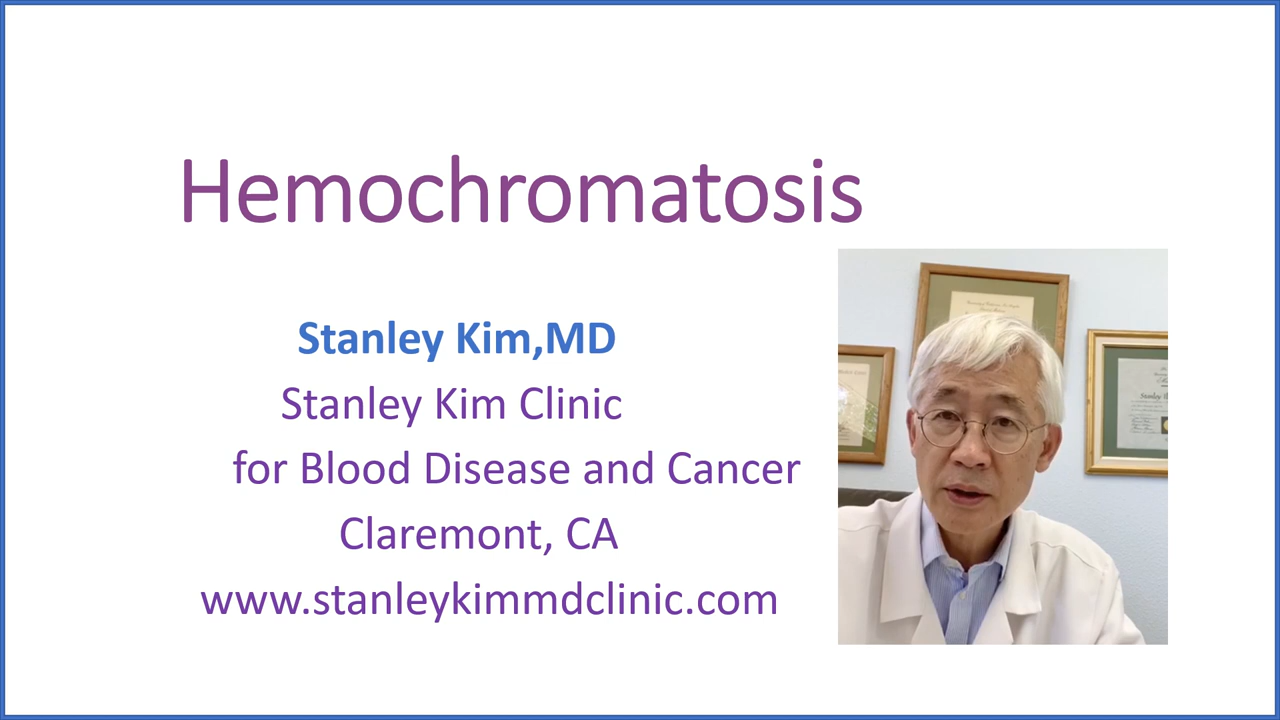 Hemochromatosis
Stanley Kim,MD
Stanley Kim Clinic
for Blood Disease and Cancer
Claremont, CA
www.stanleykimmdclinic.com